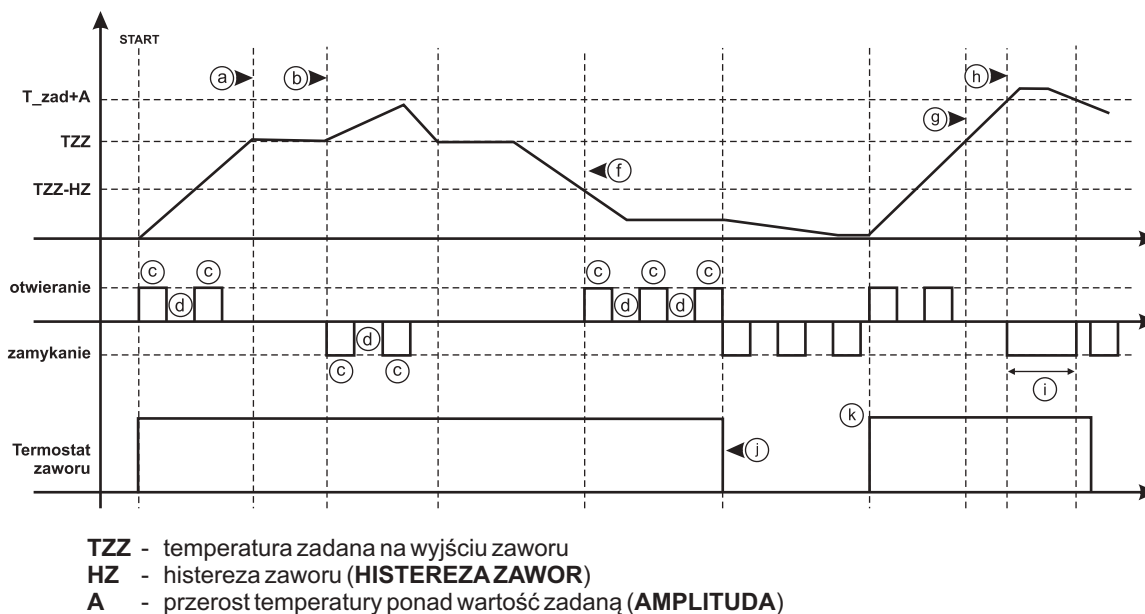 START
a
b
h
T_zad+A
g
TZZ
f
TZZ-HZ
c c c c c
otwieranie
d d d
d
zamykanie
c c
i
k
Termostat
zaworu
j
TZZ - temperatura zadana na wyjściu zaworu
HZ - histereza zaworu (HISTEREZA ZAWOR)
A - przerost temperatury ponad wartość zadaną (AMPLITUDA)